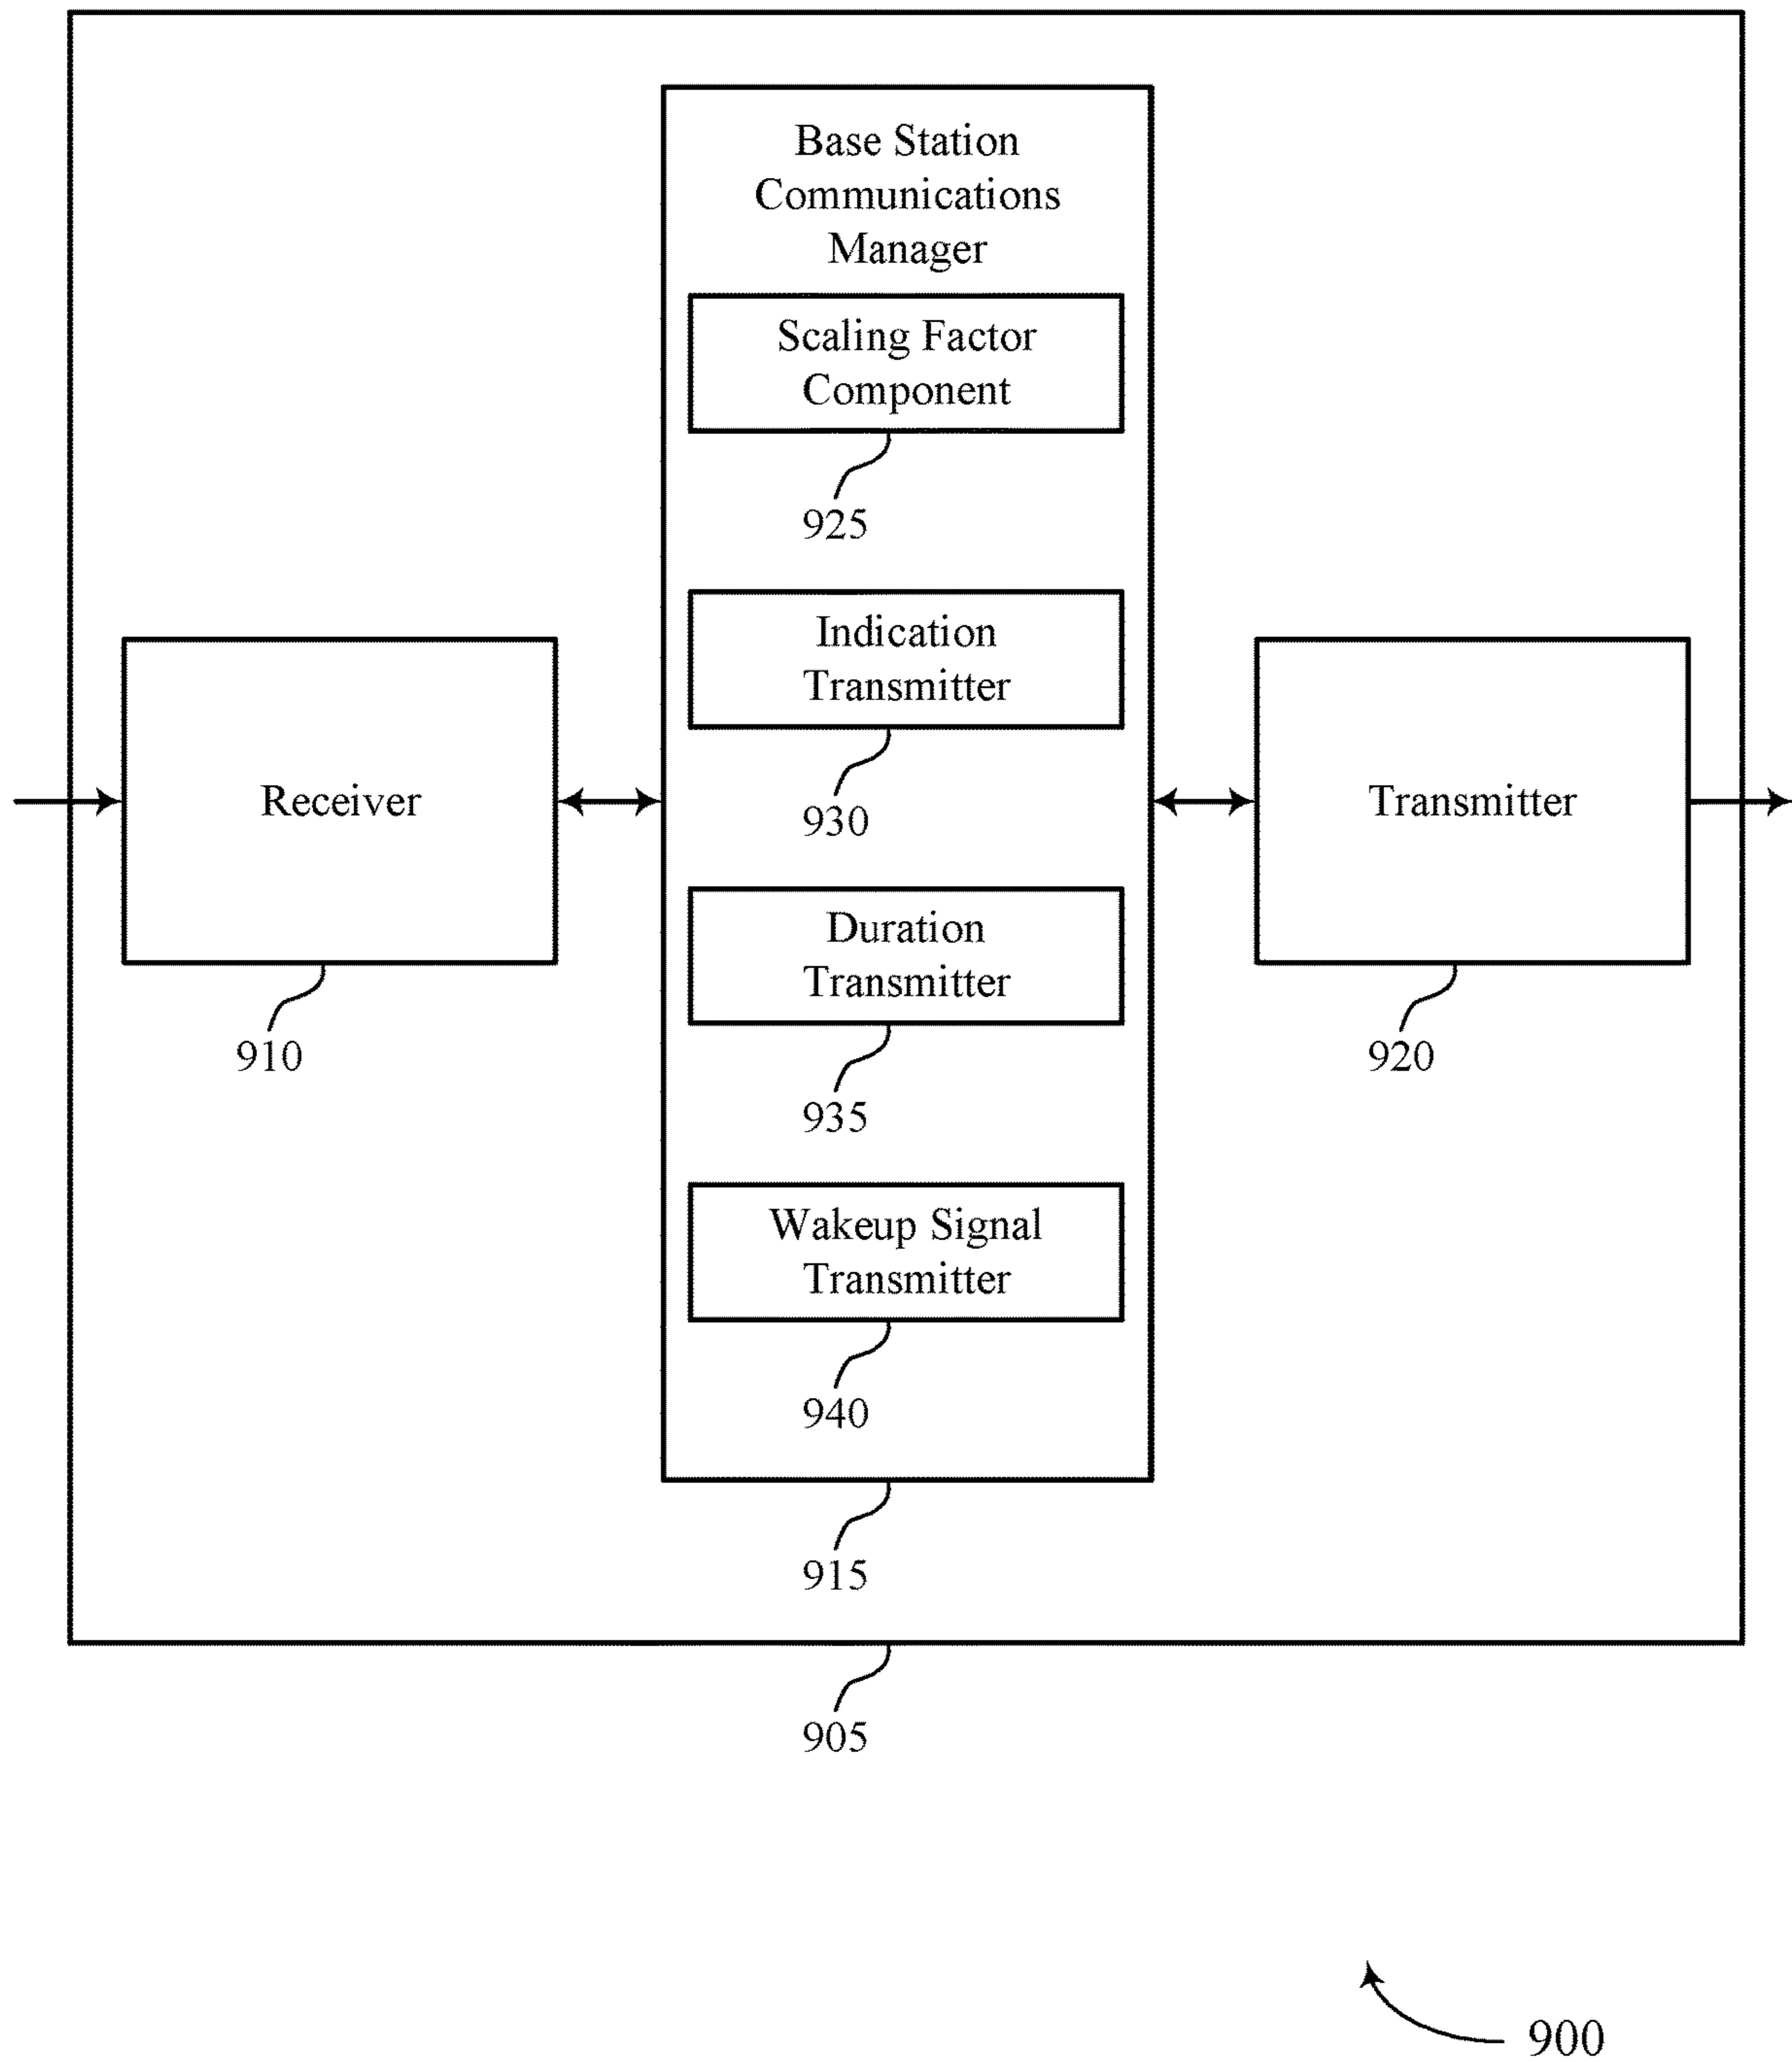 Base Station
Communications
Manager
Scaling Factor
Component
925
Indication
Transmitter
930
Receiver
910
Transmitter
920
Duration
Transmitter
935
Wakeup Signal
Transmitter
940
915
905
900